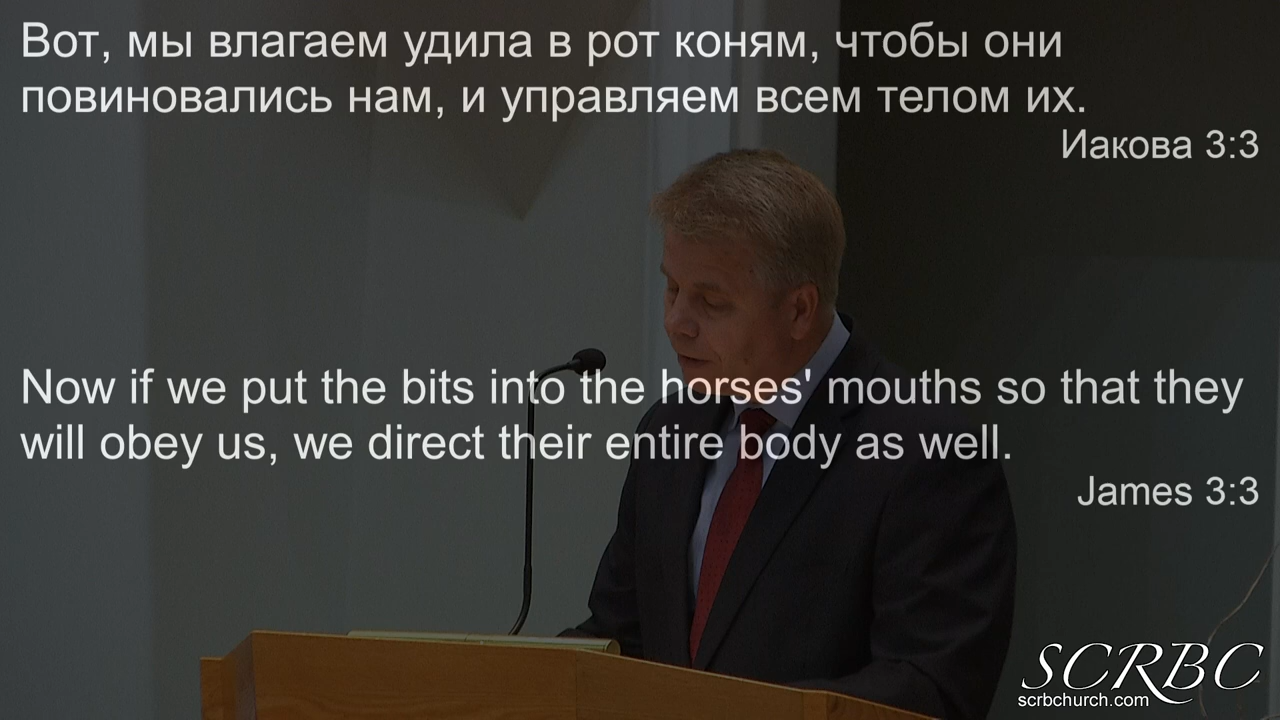 Вот, мы влагаем удила в рот коням, чтобы они
повиновались нам, и управляем всем телом их.
Иакова 3:3
Now if we put the bits into the horses' mouths so that they
will obey us, we direct their entire body as well.
James 3:3
SCRBC
scrbchurch.com